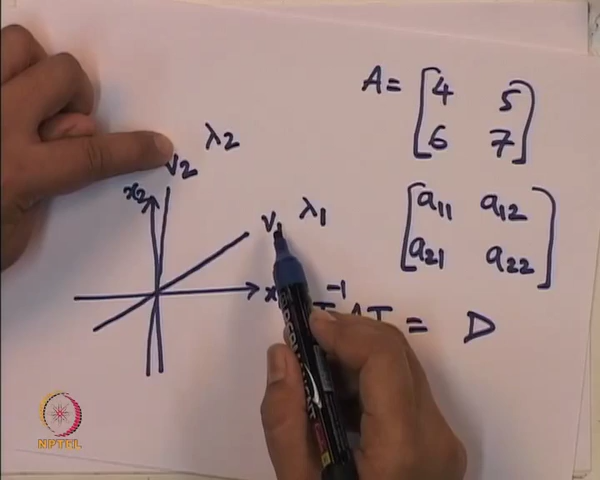 A = [4 5
6 7]
λ2
v2
x2
v1 λ1
[a11 a12
a21 a22]
x
T⁻¹AT = D
NPTEL